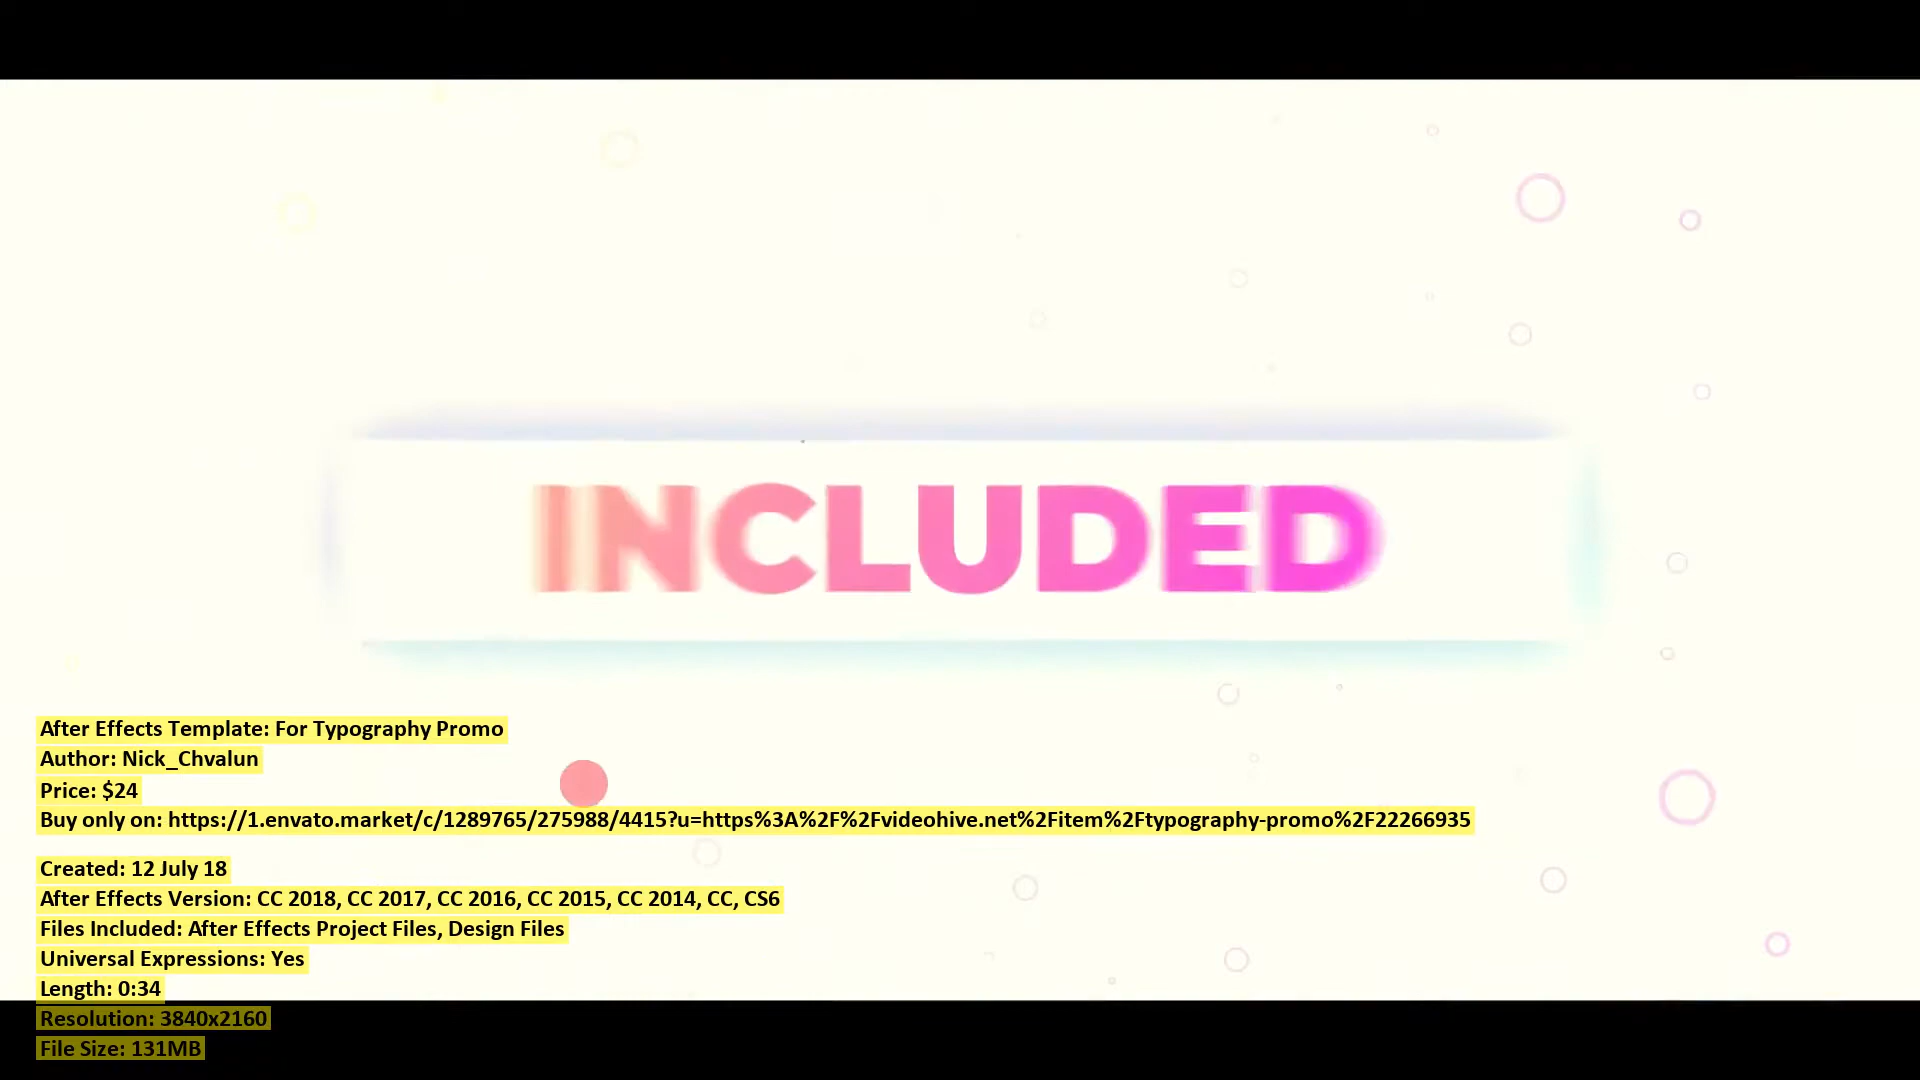 INCLUDED
After Effects Template: For Typography Promo
Author: Nick_Chvalun
Price: $24
Buy only on: https://1.envato.market/c/1289765/275988/4415?u=https%3A%2F%2Fvideohive.net%2Fitem%2Ftypography-promo%2F22266935
Created: 12 July 18
After Effects Version: CC 2018, CC 2017, CC 2016, CC 2015, CC 2014, CC, CS6
Files Included: After Effects Project Files, Design Files
Universal Expressions: Yes
Length: 0:34
Resolution: 3840x2160
File Size: 131MB